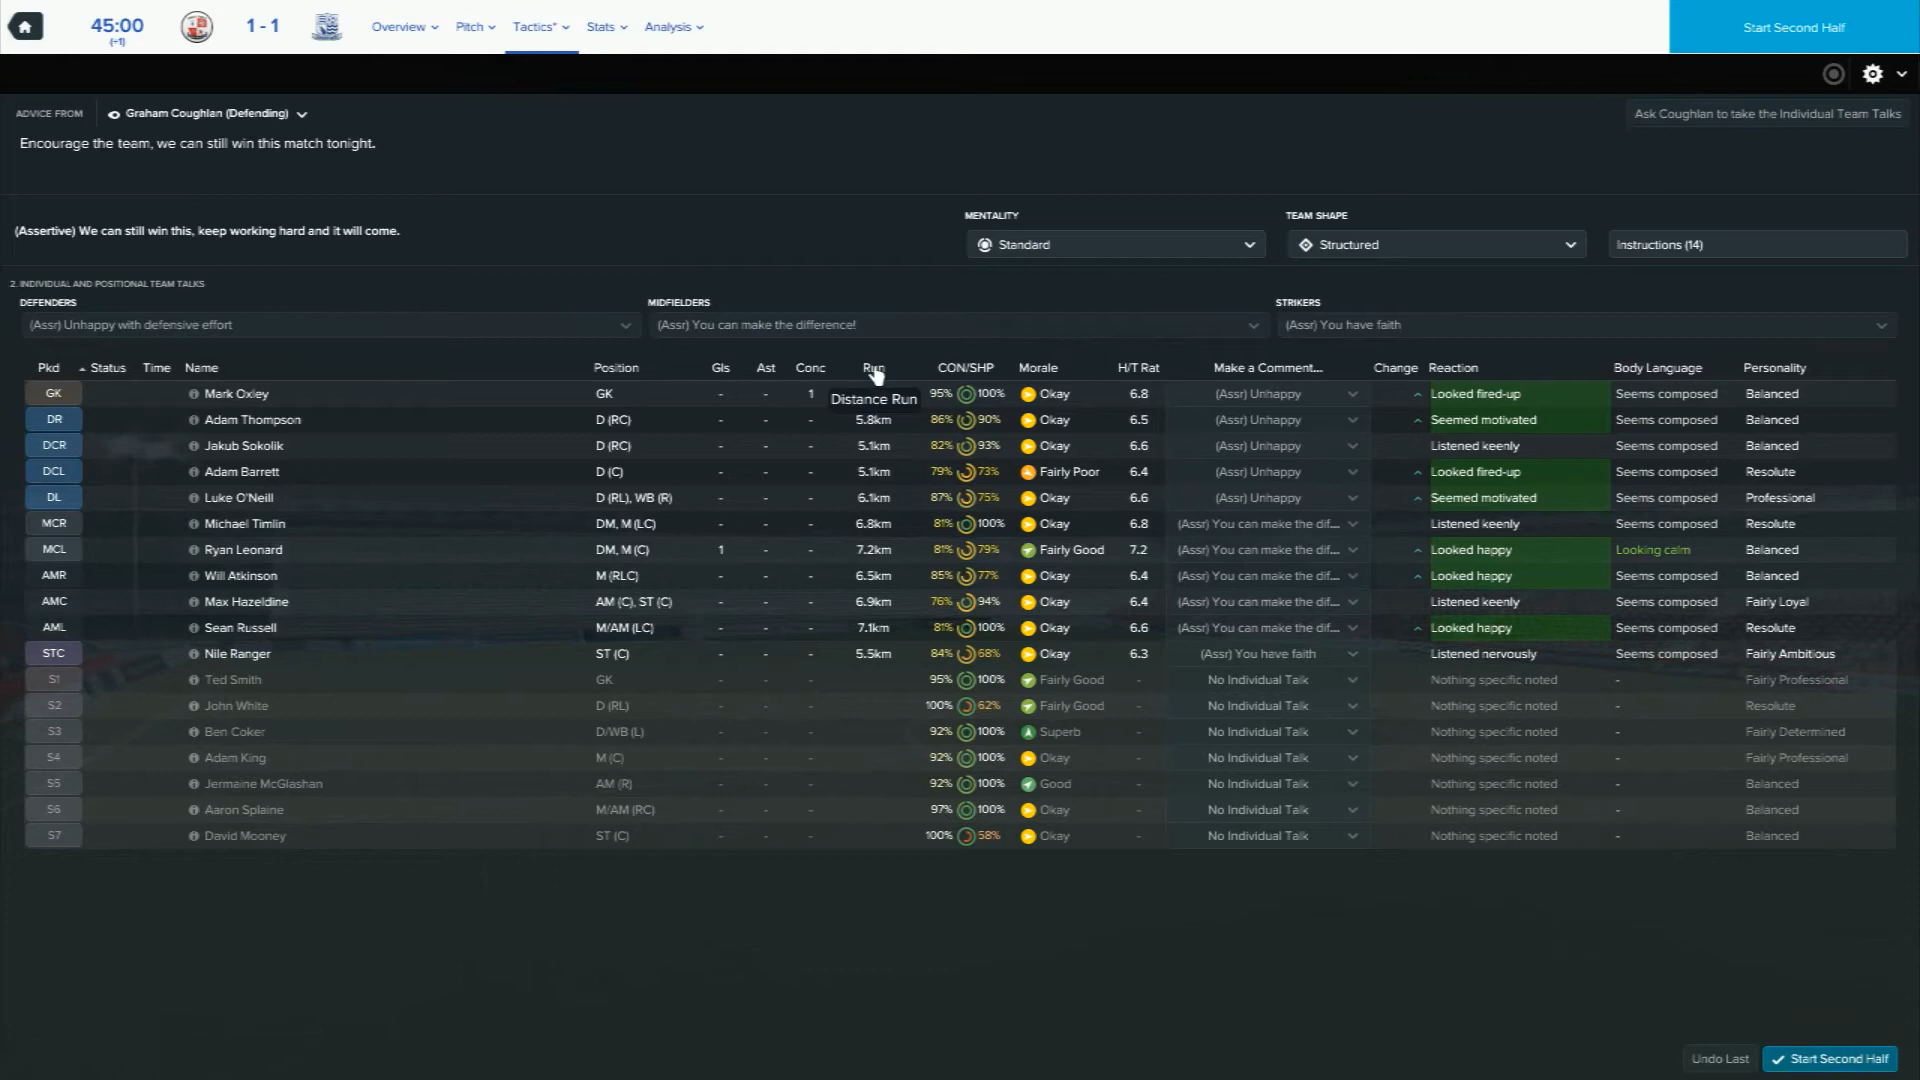 45:00 (+1) 1 - 1 Overview Pitch Tactics* Stats Analysis Start Second Half
ADVICE FROM Graham Coughlan (Defending) Ask Coughlan to take the Individual Team Talks
Encourage the team, we can still win this match tonight.
MENTALITY TEAM SHAPE
(Assertive) We can still win this, keep working hard and it will come. Standard Structured Instructions (14)
2. INDIVIDUAL AND POSITIONAL TEAM TALKS
DEFENDERS MIDFIELDERS STRIKERS
(Assr) Unhappy with defensive effort (Assr) You can make the difference! (Assr) You have faith
Pkd Status Time Name Position Gls Ast Conc Run CON/SHP Morale H/T Rat Make a Comment... Change Reaction Body Language Personality
GK Mark Oxley GK - - 1 95% 100% Okay 6.8 (Assr) Unhappy Looked fired-up Seems composed Balanced
Distance Run
DR Adam Thompson D (RC) - - - 5.8km 86% 90% Okay 6.5 (Assr) Unhappy Seemed motivated Seems composed Balanced
DCR Jakub Sokolik D (RC) - - - 5.1km 82% 93% Okay 6.6 (Assr) Unhappy Listened keenly Seems composed Balanced
DCL Adam Barrett D (C) - - - 5.1km 79% 73% Fairly Poor 6.4 (Assr) Unhappy Looked fired-up Seems composed Resolute
DL Luke O'Neill D (RL), WB (R) - - - 6.1km 87% 75% Okay 6.6 (Assr) Unhappy Seemed motivated Seems composed Professional
MCR Michael Timlin DM, M (LC) - - - 6.8km 81% 100% Okay 6.8 (Assr) You can make the dif... Listened keenly Seems composed Resolute
MCL Ryan Leonard DM, M (C) 1 - - 7.2km 81% 79% Fairly Good 7.2 (Assr) You can make the dif... Looked happy Looking calm Balanced
AMR Will Atkinson M (RLC) - - - 6.5km 85% 77% Okay 6.4 (Assr) You can make the dif... Looked happy Seems composed Balanced
AMC Max Hazeldine AM (C), ST (C) - - - 6.9km 76% 94% Okay 6.4 (Assr) You can make the dif... Listened keenly Seems composed Fairly Loyal
AML Sean Russell M/AM (LC) - - - 7.1km 81% 100% Okay 6.6 (Assr) You can make the dif... Looked happy Seems composed Resolute
STC Nile Ranger ST (C) - - - 5.5km 84% 68% Okay 6.3 (Assr) You have faith Listened nervously Seems composed Fairly Ambitious
S1 Ted Smith GK - - - 95% 100% Fairly Good - No Individual Talk Nothing specific noted - Fairly Professional
S2 John White D (RL) - - - 100% 62% Fairly Good - No Individual Talk Nothing specific noted - Resolute
S3 Ben Coker D/WB (L) - - - 92% 100% Superb - No Individual Talk Nothing specific noted - Fairly Determined
S4 Adam King M (C) - - - 92% 100% Okay - No Individual Talk Nothing specific noted - Fairly Professional
S5 Jermaine McGlashan AM (R) - - - 92% 100% Good - No Individual Talk Nothing specific noted - Balanced
S6 Aaron Splaine M/AM (RC) - - - 97% 100% Okay - No Individual Talk Nothing specific noted - Balanced
S7 David Mooney ST (C) - - - 100% 58% Okay - No Individual Talk Nothing specific noted - Balanced
Undo Last Start Second Half